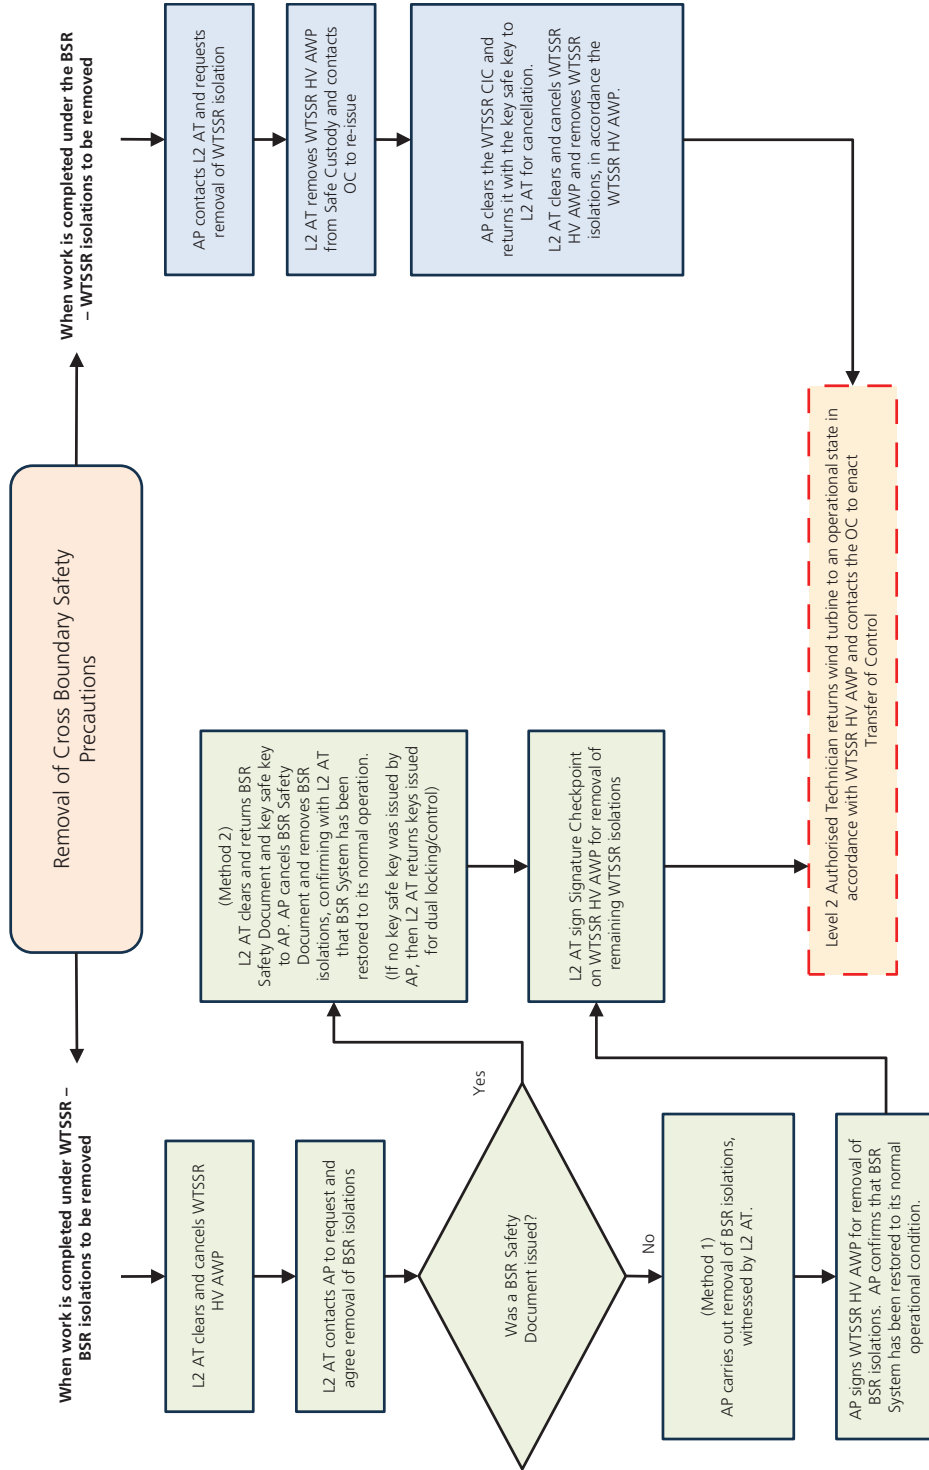 Removal of Cross Boundary Safety
Precautions
When work is completed under WTSSR –
BSR isolations to be removed
L2 AT clears and cancels WTSSR
HV AWP
L2 AT contacts AP to request and
agree removal of BSR isolations
Was a BSR Safety
Document issued?
Yes
No
(Method 2)
L2 AT clears and returns BSR
Safety Document and key safe key
to AP. AP cancels BSR Safety
Document and removes BSR
isolations, confirming with L2 AT
that BSR System has been
restored to its normal operation.
(If no key safe key was issued by
AP, then L2 AT returns keys issued
for dual locking/control)
(Method 1)
AP carries out removal of BSR isolations,
witnessed by L2 AT.
AP signs WTSSR HV AWP for removal of
BSR isolations. AP confirms that BSR
System has been restored to its normal
operational condition.
L2 AT sign Signature Checkpoint
on WTSSR HV AWP for removal of
remaining WTSSR isolations
When work is completed under the BSR
– WTSSR isolations to be removed
AP contacts L2 AT and requests
removal of WTSSR isolation
L2 AT removes WTSSR HV AWP
from Safe Custody and contacts
OC to re-issue
AP clears the WTSSR CIC and
returns it with the key safe key to
L2 AT for cancellation.
L2 AT clears and cancels WTSSR
HV AWP and removes WTSSR
isolations, in accordance the
WTSSR HV AWP.
Level 2 Authorised Technician returns wind turbine to an operational state in
accordance with WTSSR HV AWP and contacts the OC to enact
Transfer of Control